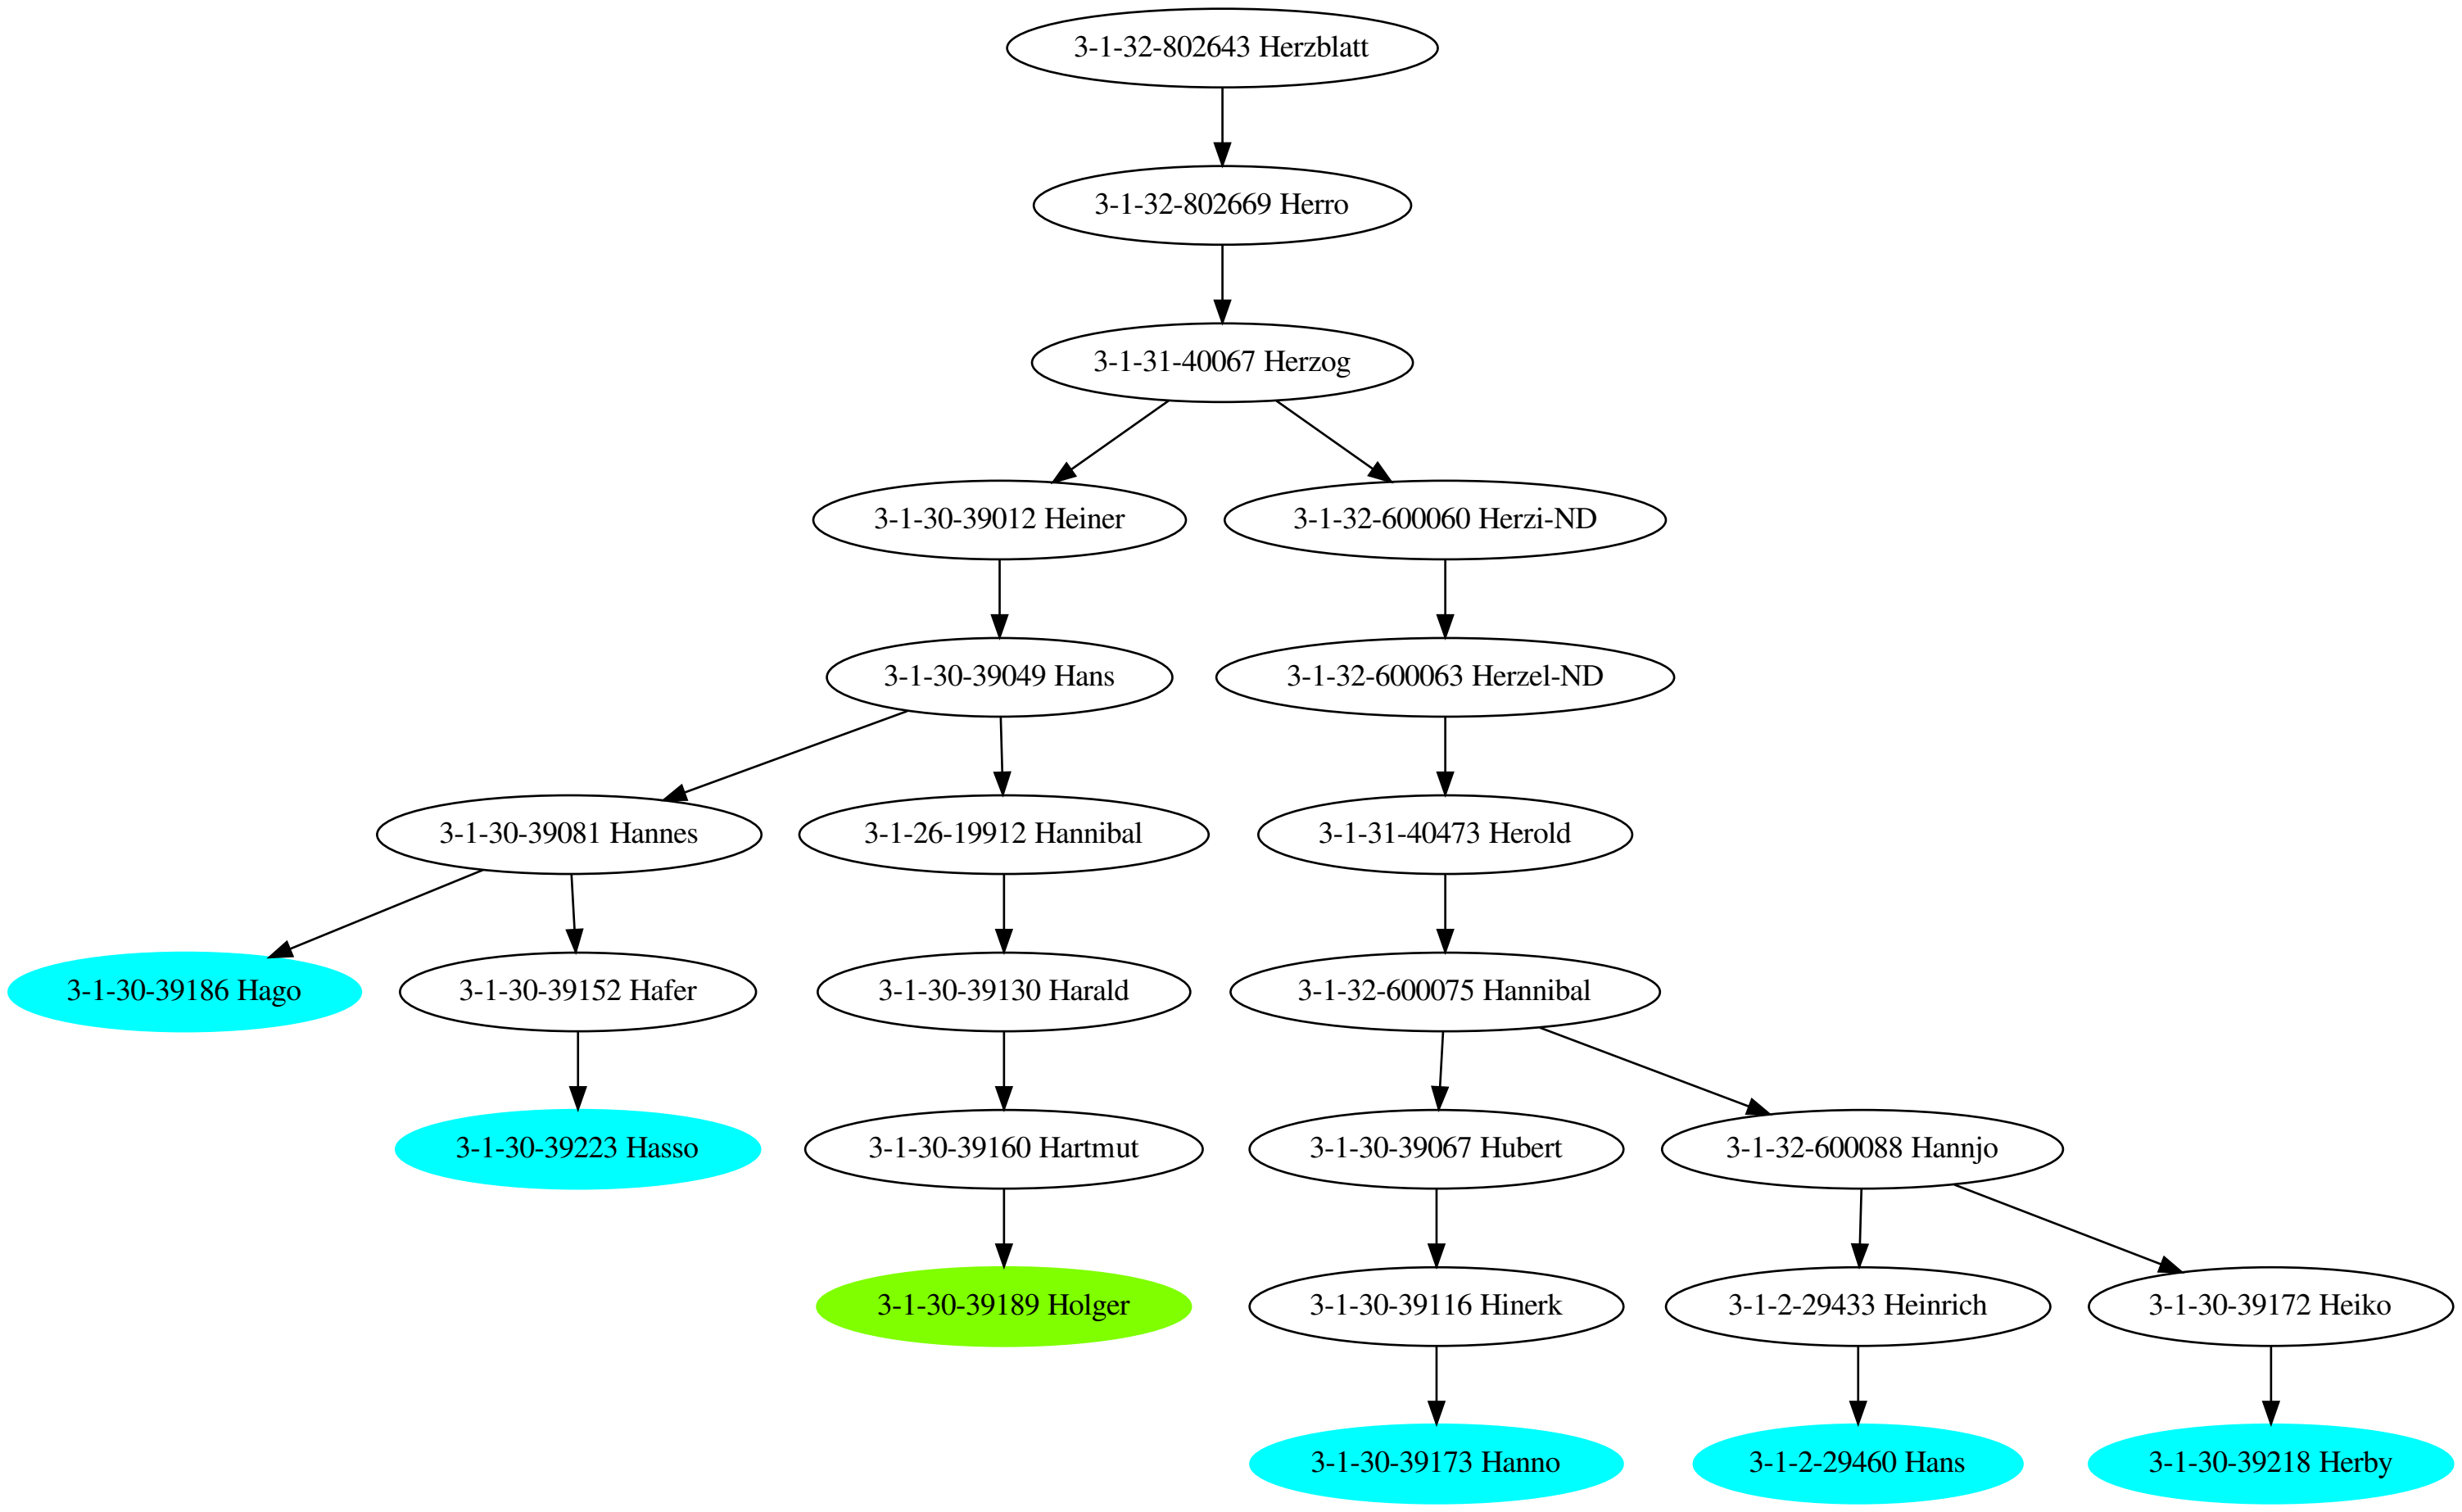 3-1-32-802643 Herzblatt
3-1-32-802669 Herro
3-1-31-40067 Herzog
3-1-30-39012 Heiner
3-1-32-600060 Herzi-ND
3-1-30-39049 Hans
3-1-32-600063 Herzel-ND
3-1-30-39081 Hannes
3-1-26-19912 Hannibal
3-1-31-40473 Herold
3-1-30-39186 Hago
3-1-30-39152 Hafer
3-1-30-39130 Harald
3-1-32-600075 Hannibal
3-1-30-39223 Hasso
3-1-30-39160 Hartmut
3-1-30-39067 Hubert
3-1-32-600088 Hannjo
3-1-30-39189 Holger
3-1-30-39116 Hinerk
3-1-2-29433 Heinrich
3-1-30-39172 Heiko
3-1-30-39173 Hanno
3-1-2-29460 Hans
3-1-30-39218 Herby